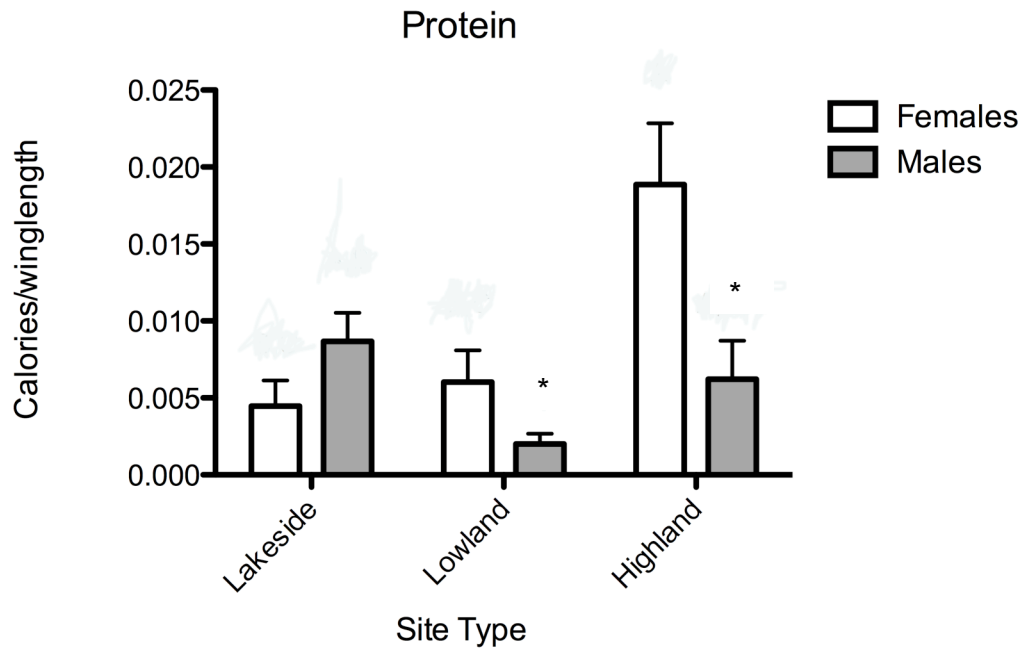 Protein
Calories/winglength
0.025
0.020
0.015
0.010
0.005
0.000
Females
Males
*
*
Lakeside
Lowland
Highland
Site Type